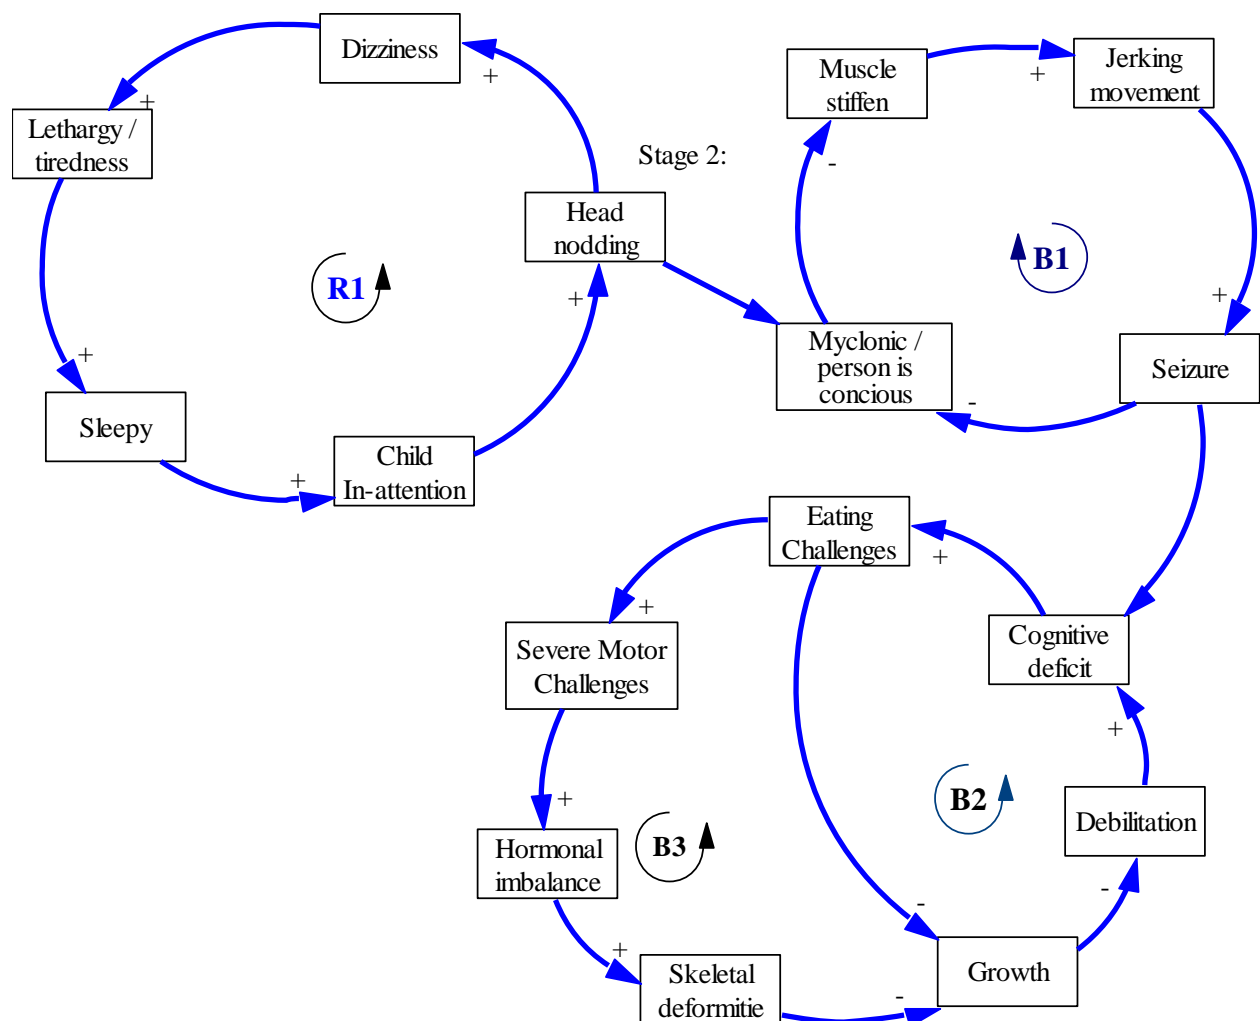 Dizziness
+
+
Lethargy /
tiredness
Muscle
stiffen
+
Jerking
movement
Stage 2:
-
Head
nodding
R1
+
B1
+
+
Myclonic /
person is
concious
Seizure
-
Sleepy
+
Child
In-attention
Eating
Challenges
+
+
Severe Motor
Challenges
Cognitive
deficit
+
B2
+
Debilitation
Hormonal
imbalance
B3
-
-
+
Growth
Skeletal
deformitie
-